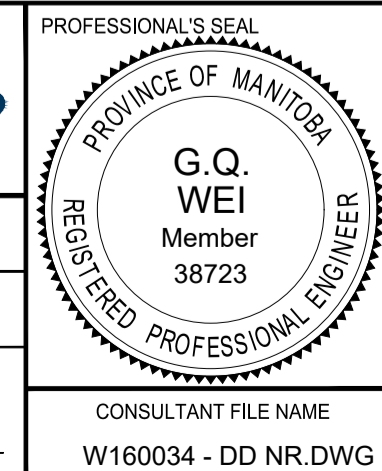 PROFESSIONAL'S SEAL
PROVINCE OF MANITOBA
G.Q.
WEI
Member
38723
REGISTERED PROFESSIONAL ENGINEER
CONSULTANT FILE NAME
W160034 - DD NR.DWG